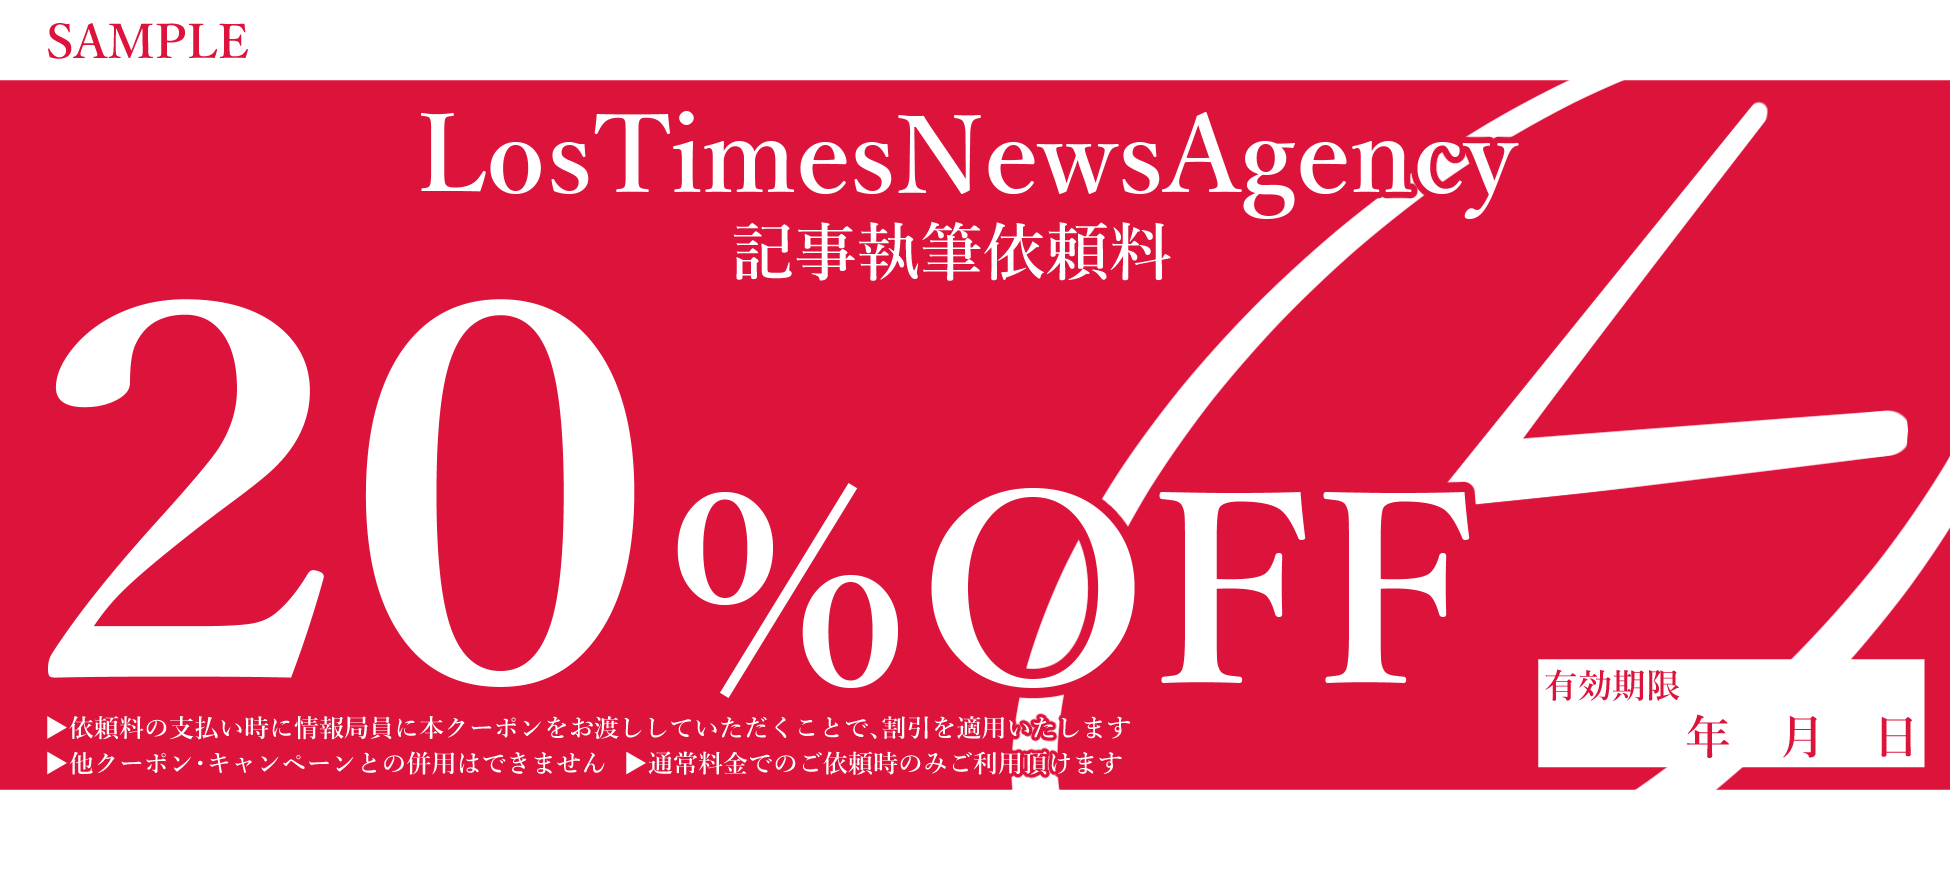 SAMPLE
LosTimesNewsAgency
記事執筆依頼料
20%OFF
▶依頼料の支払い時に情報局員に本クーポンをお渡ししていただくことで、割引を適用いたします
▶他クーポン・キャンペーンとの併用はできません ▶通常料金でのご依頼時のみご利用頂けます
有効期限
年 月 日